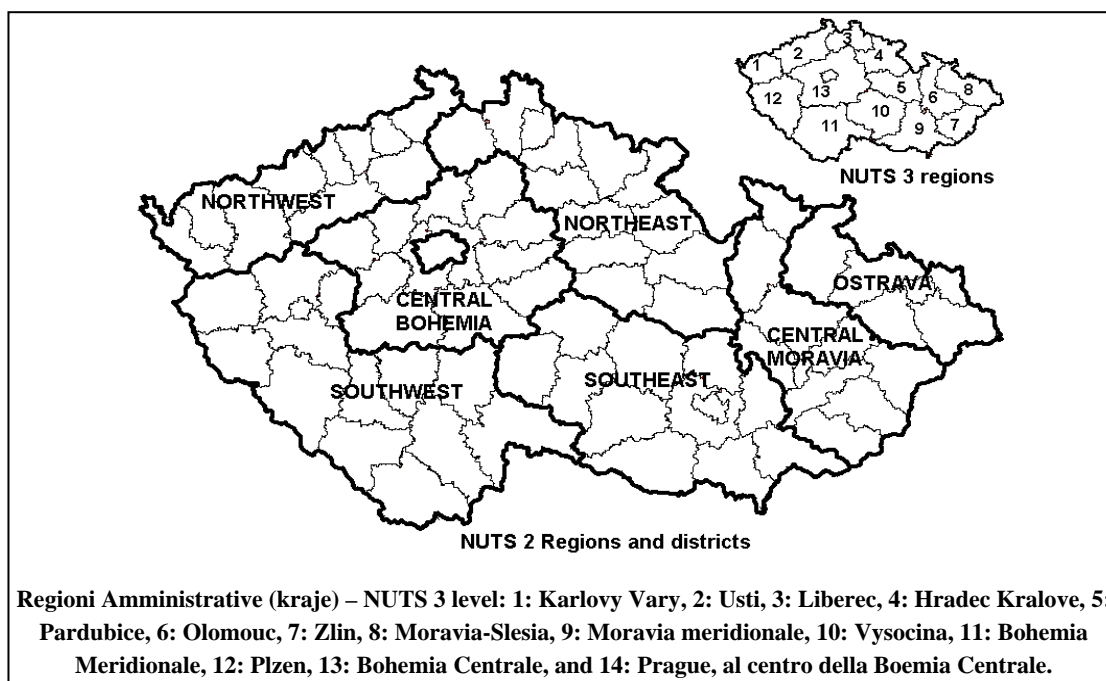 1
2
3
4
5
6
7
8
9
10
11
12
13
NUTS 3 regions
NORTHWEST
NORTHEAST
OSTRAVA
CENTRAL
BOHEMIA
CENTRAL
MORAVIA
SOUTHWEST
SOUTHEAST
NUTS 2 Regions and districts
Regioni Amministrative (kraje) – NUTS 3 level: 1: Karlovy Vary, 2: Usti, 3: Liberec, 4: Hradec Kralove, 5:
Pardubice, 6: Olomouc, 7: Zlin, 8: Moravia-Slesia, 9: Moravia meridionale, 10: Vysocina, 11: Bohemia
Meridionale, 12: Plzen, 13: Bohemia Centrale, and 14: Prague, al centro della Boemia Centrale.